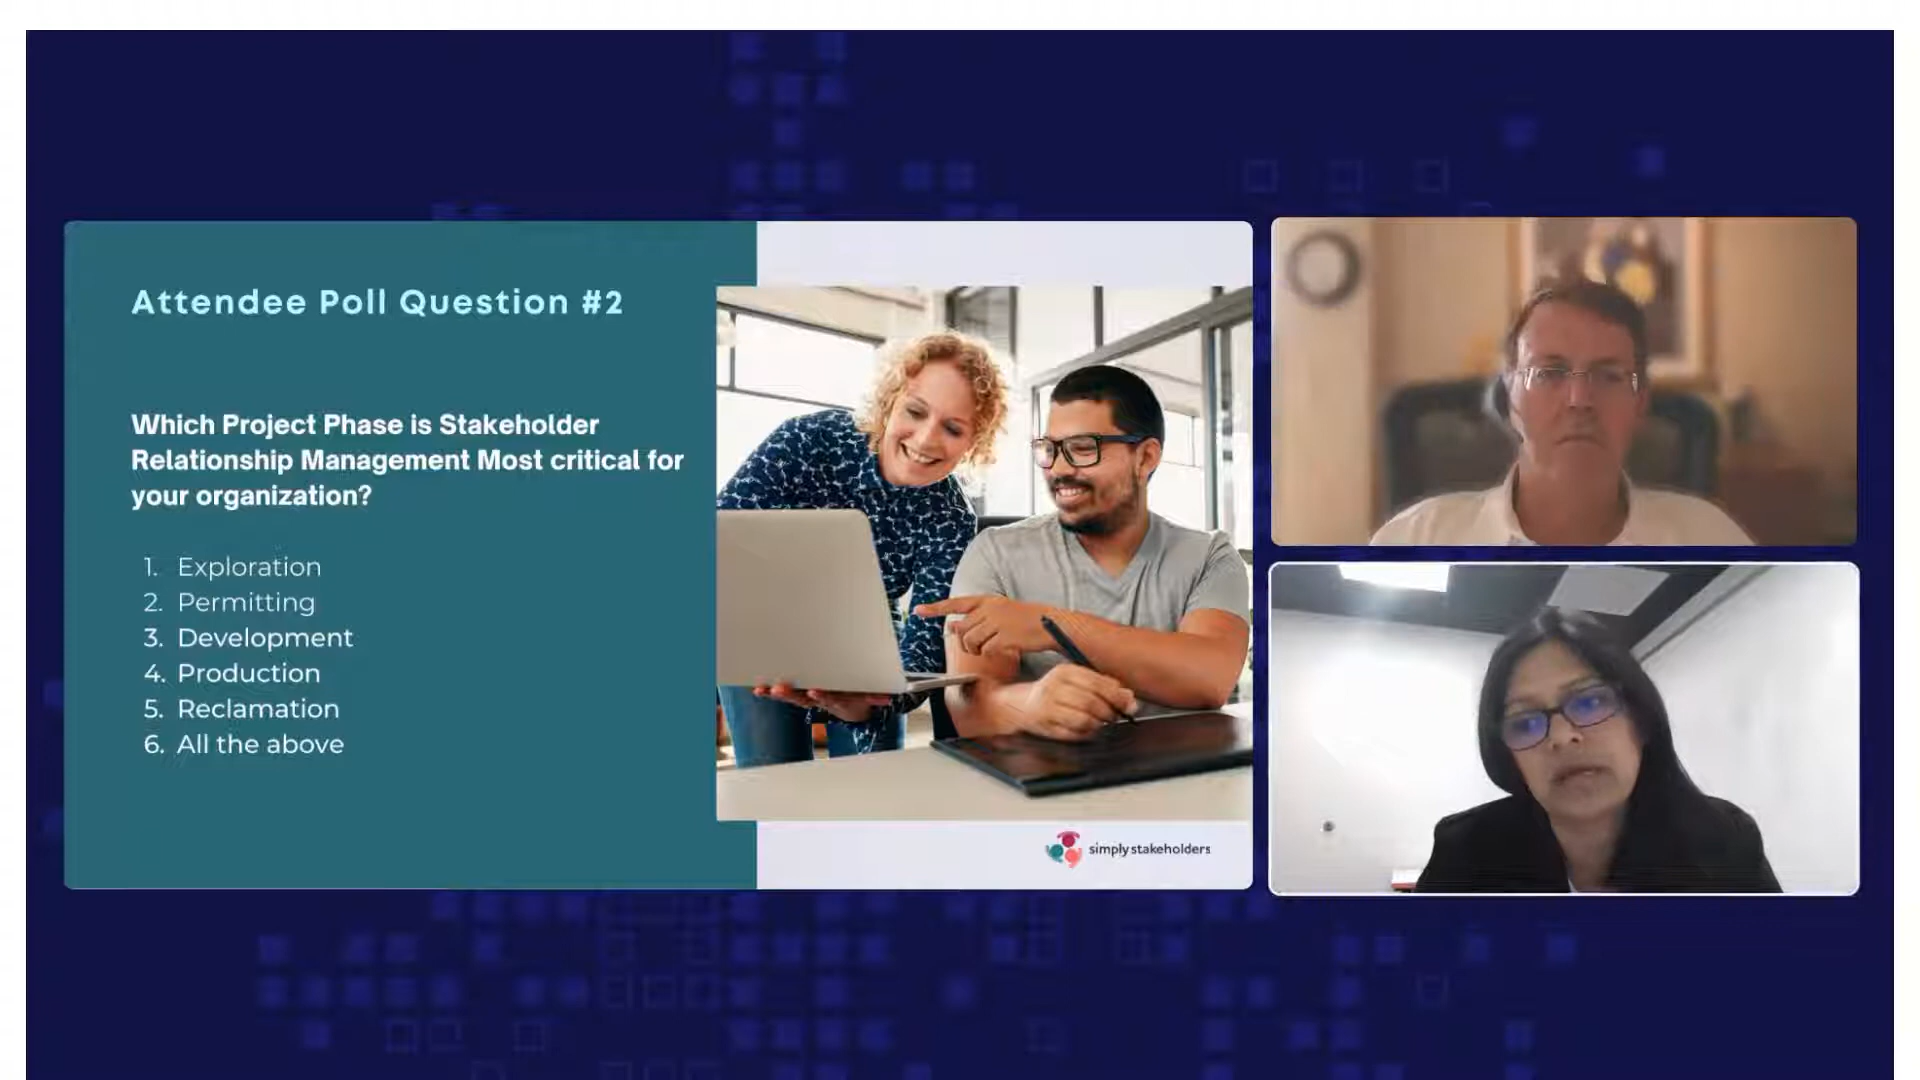 Attendee Poll Question #2
Which Project Phase is Stakeholder
Relationship Management Most critical for
your organization?
1. Exploration
2. Permitting
3. Development
4. Production
5. Reclamation
6. All the above
simply stakeholders